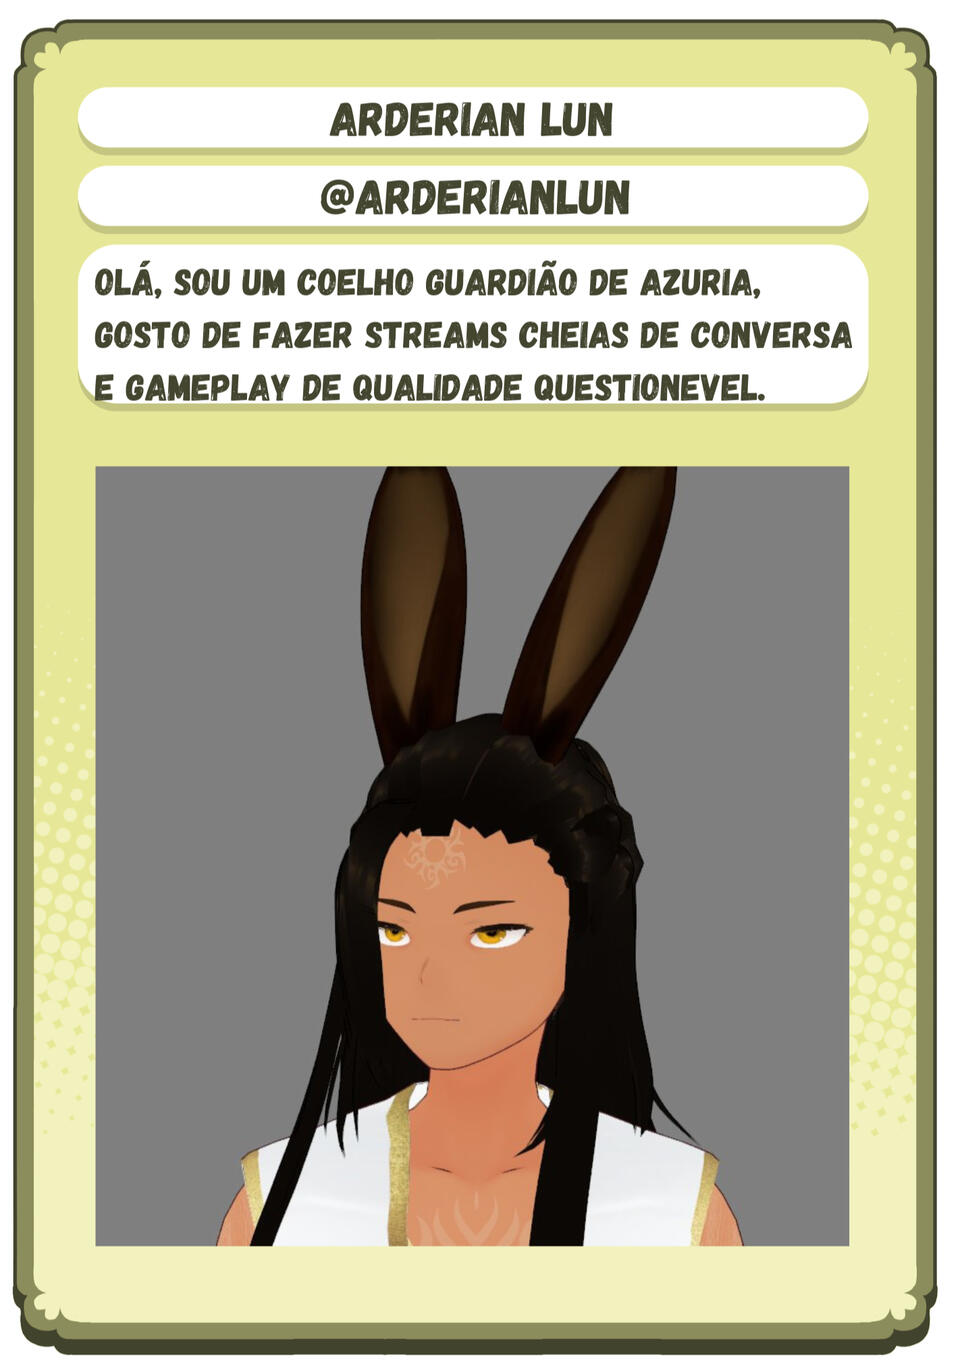 ARDERIAN LUN
@ARDERIANLUN
OLÁ, SOU UM COELHO GUARDIÃO DE AZURIA,
GOSTO DE FAZER STREAMS CHEIAS DE CONVERSA
E GAMEPLAY DE QUALIDADE QUESTIONEVEL.